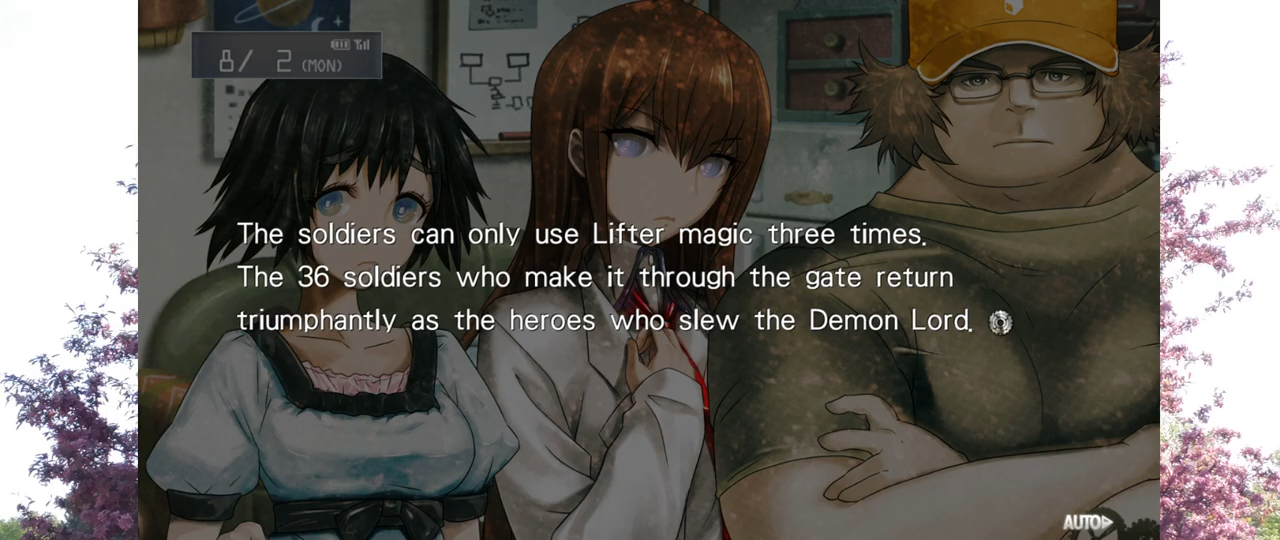 8/ 2 (MON)
The soldiers can only use Lifter magic three times.
The 36 soldiers who make it through the gate return
triumphantly as the heroes who slew the Demon Lord.
AUTO